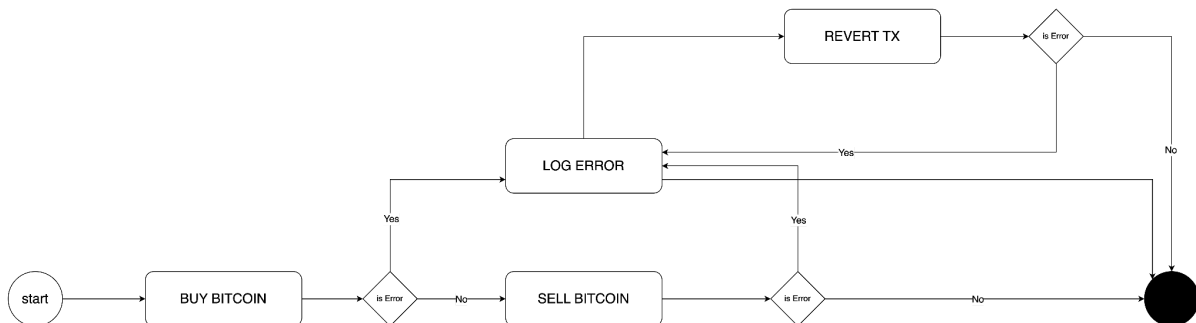 REVERT TX
is Error
Yes
No
LOG ERROR
Yes
Yes
start
BUY BITCOIN
is Error
No
SELL BITCOIN
is Error
No